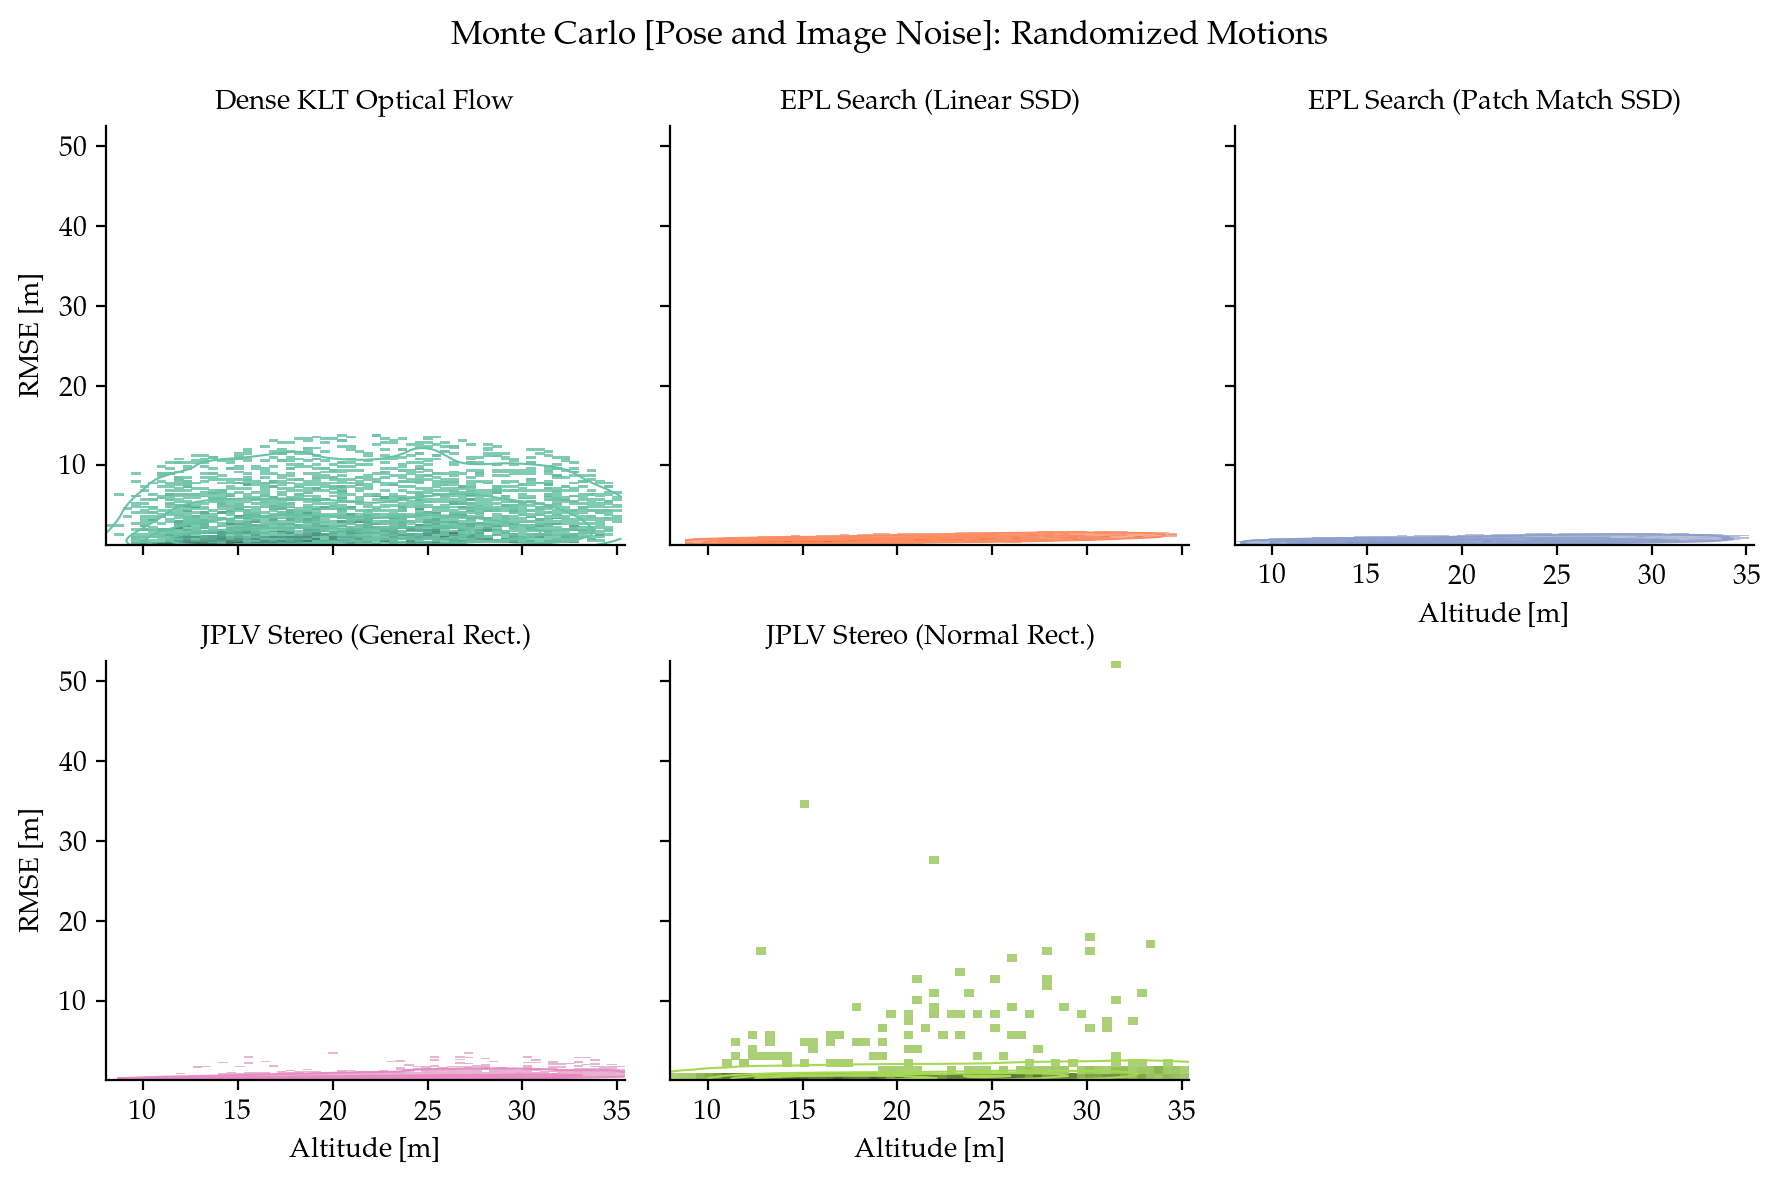 Monte Carlo [Pose and Image Noise]: Randomized Motions
Dense KLT Optical Flow
EPL Search (Linear SSD)
EPL Search (Patch Match SSD)
50
40
30
20
10
RMSE [m]
10 15 20 25 30 35
Altitude [m]
JPLV Stereo (General Rect.)
JPLV Stereo (Normal Rect.)
50
40
30
20
10
RMSE [m]
10 15 20 25 30 35
Altitude [m]
10 15 20 25 30 35
Altitude [m]